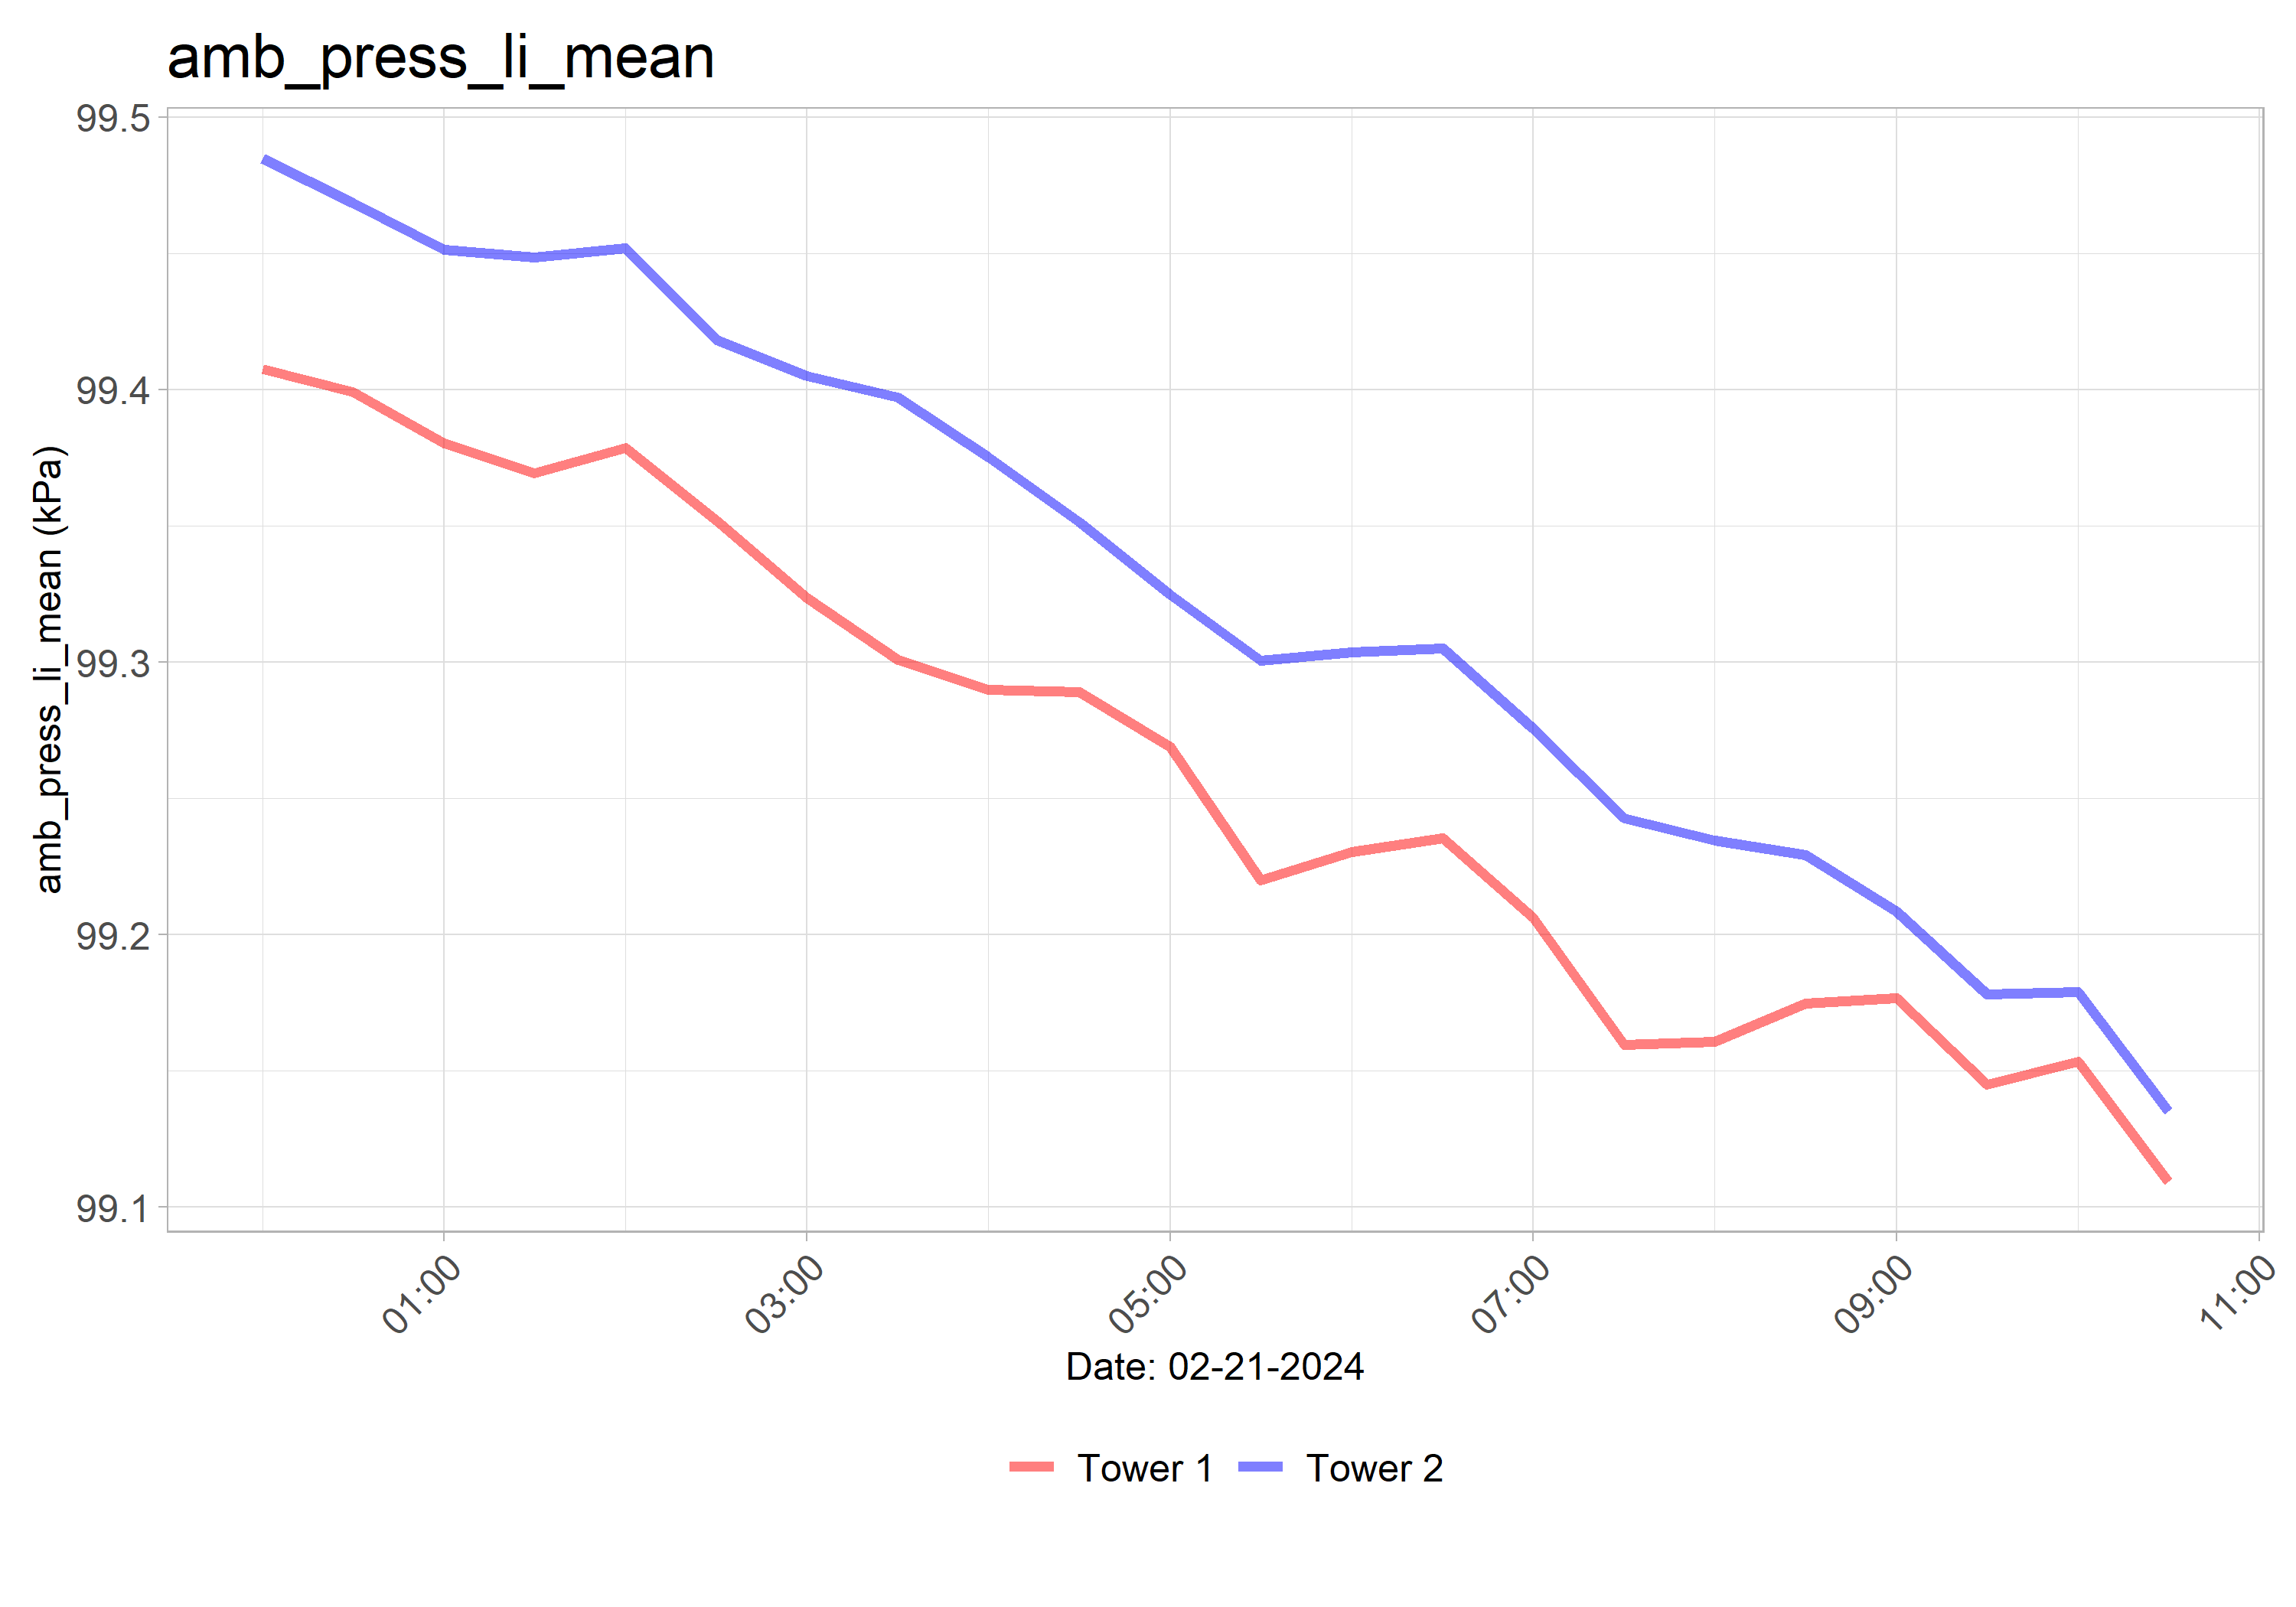 amb_press_li_mean
amb_press_li_mean (kPa)
99.5
99.4
99.3
99.2
99.1
01:00
03:00
05:00
07:00
09:00
11:00
Date: 02-21-2024
Tower 1
Tower 2